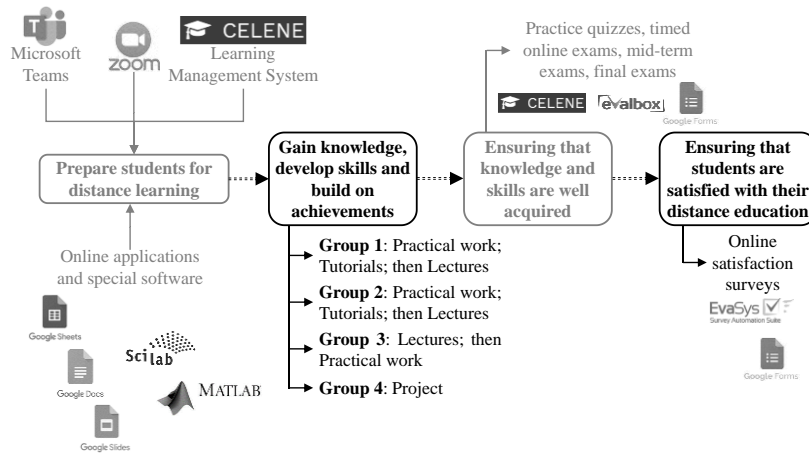 Microsoft
Teams
zoom
CELENE
Learning
Management System
Prepare students for
distance learning
Online applications
and special software
Google Sheets
Google Docs
Google Slides
Scilab
MATLAB
Gain knowledge,
develop skills and
build on
achievements
Group 1: Practical work;
Tutorials; then Lectures
Group 2: Practical work;
Tutorials; then Lectures
Group 3: Lectures; then
Practical work
Group 4: Project
Practice quizzes, timed
online exams, mid-term
exams, final exams
CELENE
evalbox
Google Forms
Ensuring that
knowledge and
skills are well
acquired
Ensuring that
students are
satisfied with their
distance education
Online
satisfaction
surveys
EvaSys
Survey Automation Suite
Google Forms